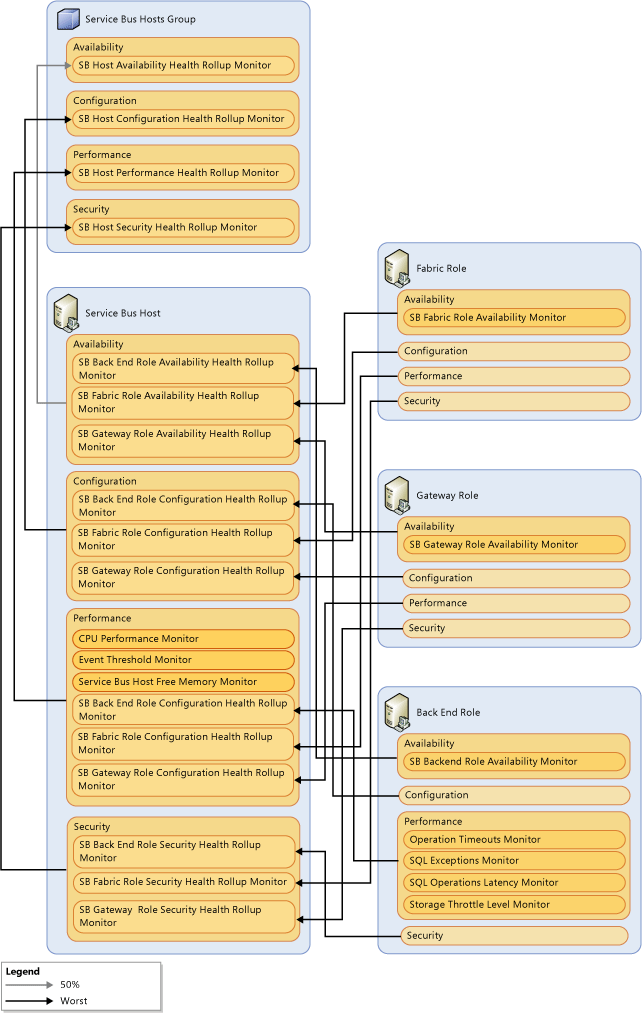 Service Bus Hosts Group
Availability
SB Host Availability Health Rollup Monitor
Configuration
SB Host Configuration Health Rollup Monitor
Performance
SB Host Performance Health Rollup Monitor
Security
SB Host Security Health Rollup Monitor
Service Bus Host
Availability
SB Back End Role Availability Health Rollup
Monitor
SB Fabric Role Availability Health Rollup
Monitor
SB Gateway Role Availability Health Rollup
Monitor
Configuration
SB Back End Role Configuration Health Rollup
Monitor
SB Fabric Role Configuration Health Rollup
Monitor
SB Gateway Role Configuration Health Rollup
Monitor
Performance
CPU Performance Monitor
Event Threshold Monitor
Service Bus Host Free Memory Monitor
SB Back End Role Configuration Health Rollup
Monitor
SB Fabric Role Configuration Health Rollup
Monitor
SB Gateway Role Configuration Health Rollup
Monitor
Security
SB Back End Role Security Health Rollup
Monitor
SB Fabric Role Security Health Rollup Monitor
SB Gateway  Role Security Health Rollup
Monitor
Fabric Role
Availability
SB Fabric Role Availability Monitor
Configuration
Performance
Security
Gateway Role
Availability
SB Gateway Role Availability Monitor
Configuration
Performance
Security
Back End Role
Availability
SB Backend Role Availability Monitor
Configuration
Performance
Operation Timeouts Monitor
SQL Exceptions Monitor
SQL Operations Latency Monitor
Storage Throttle Level Monitor
Security
Legend
50%
Worst